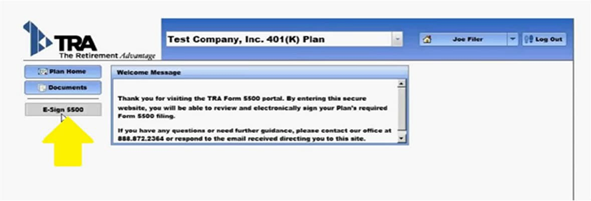 TRA
The Retirement Advantage
Test Company, Inc. 401(K) Plan
Joe Filer
Log Out
Plan Home
Documents
E-Sign 5500
Welcome Message
Thank you for visiting the TRA Form 5500 portal. By entering this secure
website, you will be able to review and electronically sign your Plan's required
Form 5500 filing.
If you have any questions or need further guidance, please contact our office at
888.872.2364 or respond to the email received directing you to this site.